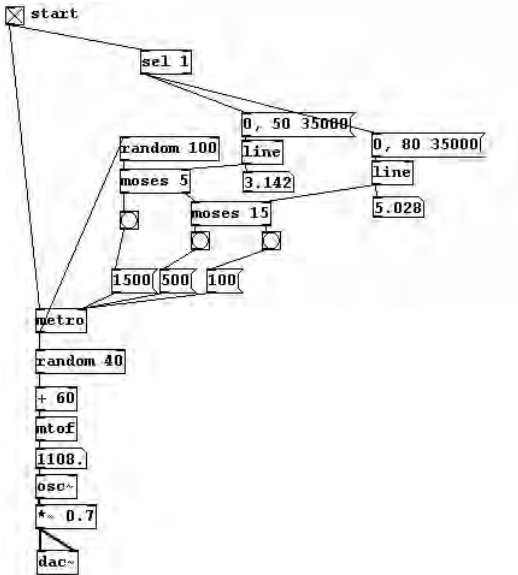 start
sel 1
0, 50 35000
random 100
0, 80 35000
line
line
moses 5
3.142
moses 15
5.028
1500
500
100
metro
random 40
+ 60
mtof
1108.
osc~
*~ 0.7
dac~